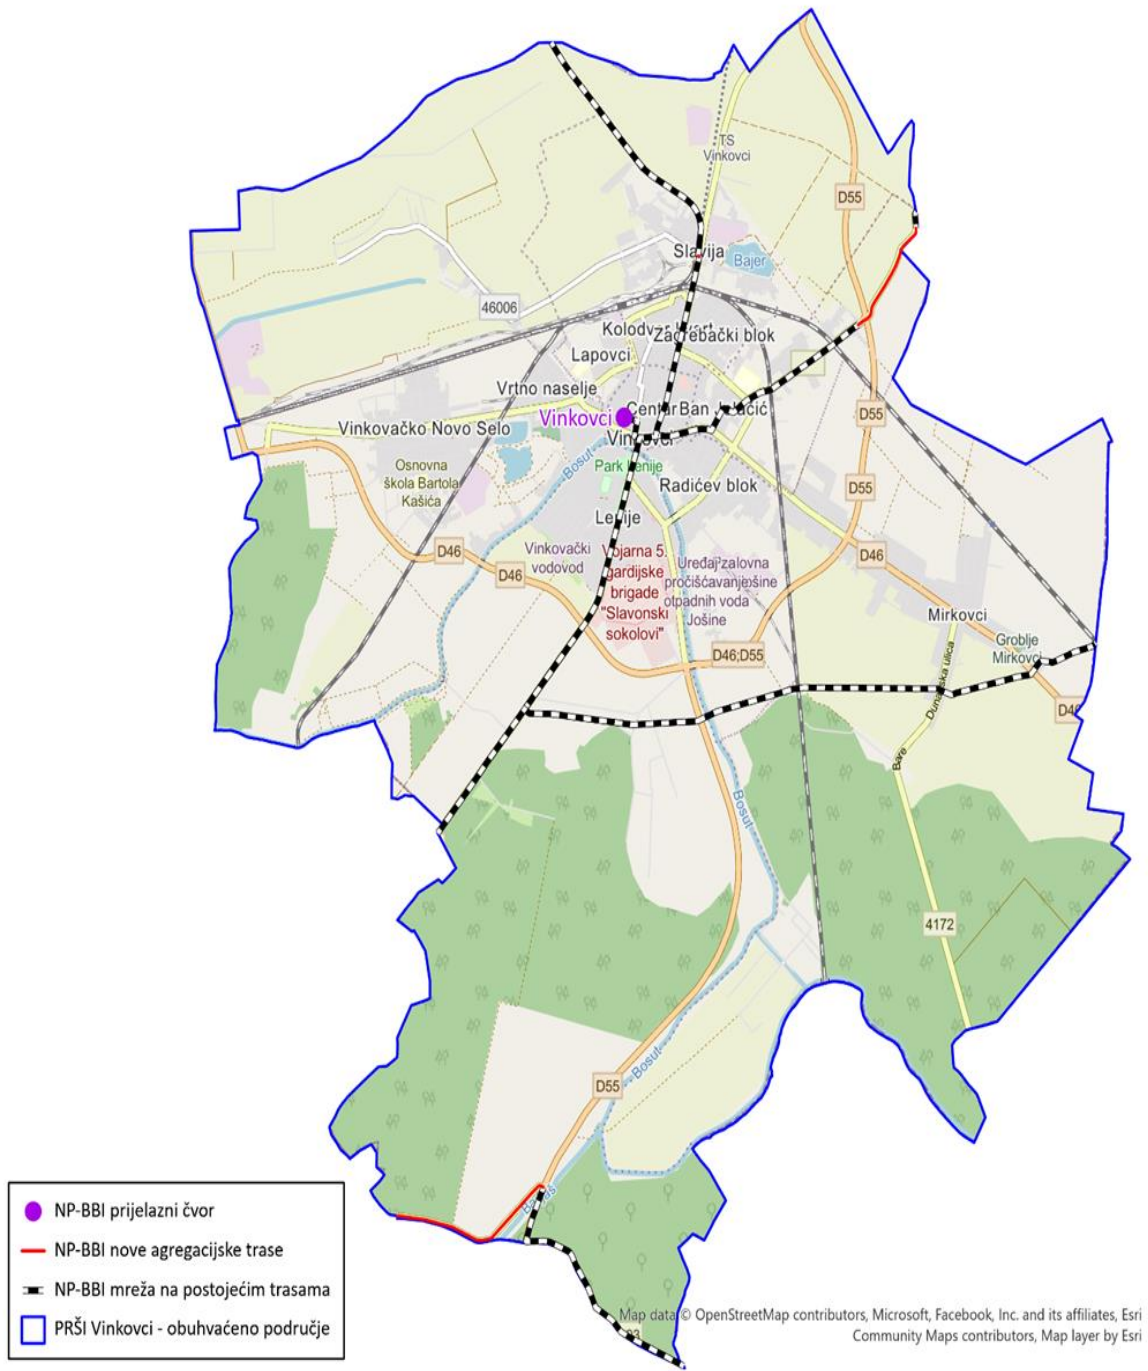 TS
Vinkovci
D55
Slavija
Bajer
46006
Kolodvor
Zagrebački blok
Lapovci
Vrtno naselje
Vinkovci
Centar
Ban Jelačić
D55
Vinkovačko Novo Selo
Vinkovci
Bosut
Park Lenije
Osnovna
škola Bartola
Kašića
Radićev blok
D55
Lenije
D46
D46
D46
Vinkovački
vodovod
Vojarna 5.
gardijske
brigade
"Slavonski
sokolovi"
Uređaj za
pročišćavanje
otpadnih voda
Jošine
Mirkovci
Groblje
Mirkovci
D46;D55
Dunavska ulica
D46
Bare
Bosut
4172
Bosut
D55
NP-BBI prijelazni čvor
NP-BBI nove agregacijske trase
NP-BBI mreža na postojećim trasama
PRŠI Vinkovci - obuhvaćeno područje
Map data © OpenStreetMap contributors, Microsoft, Facebook, Inc. and its affiliates, Esri
Community Maps contributors, Map layer by Esri